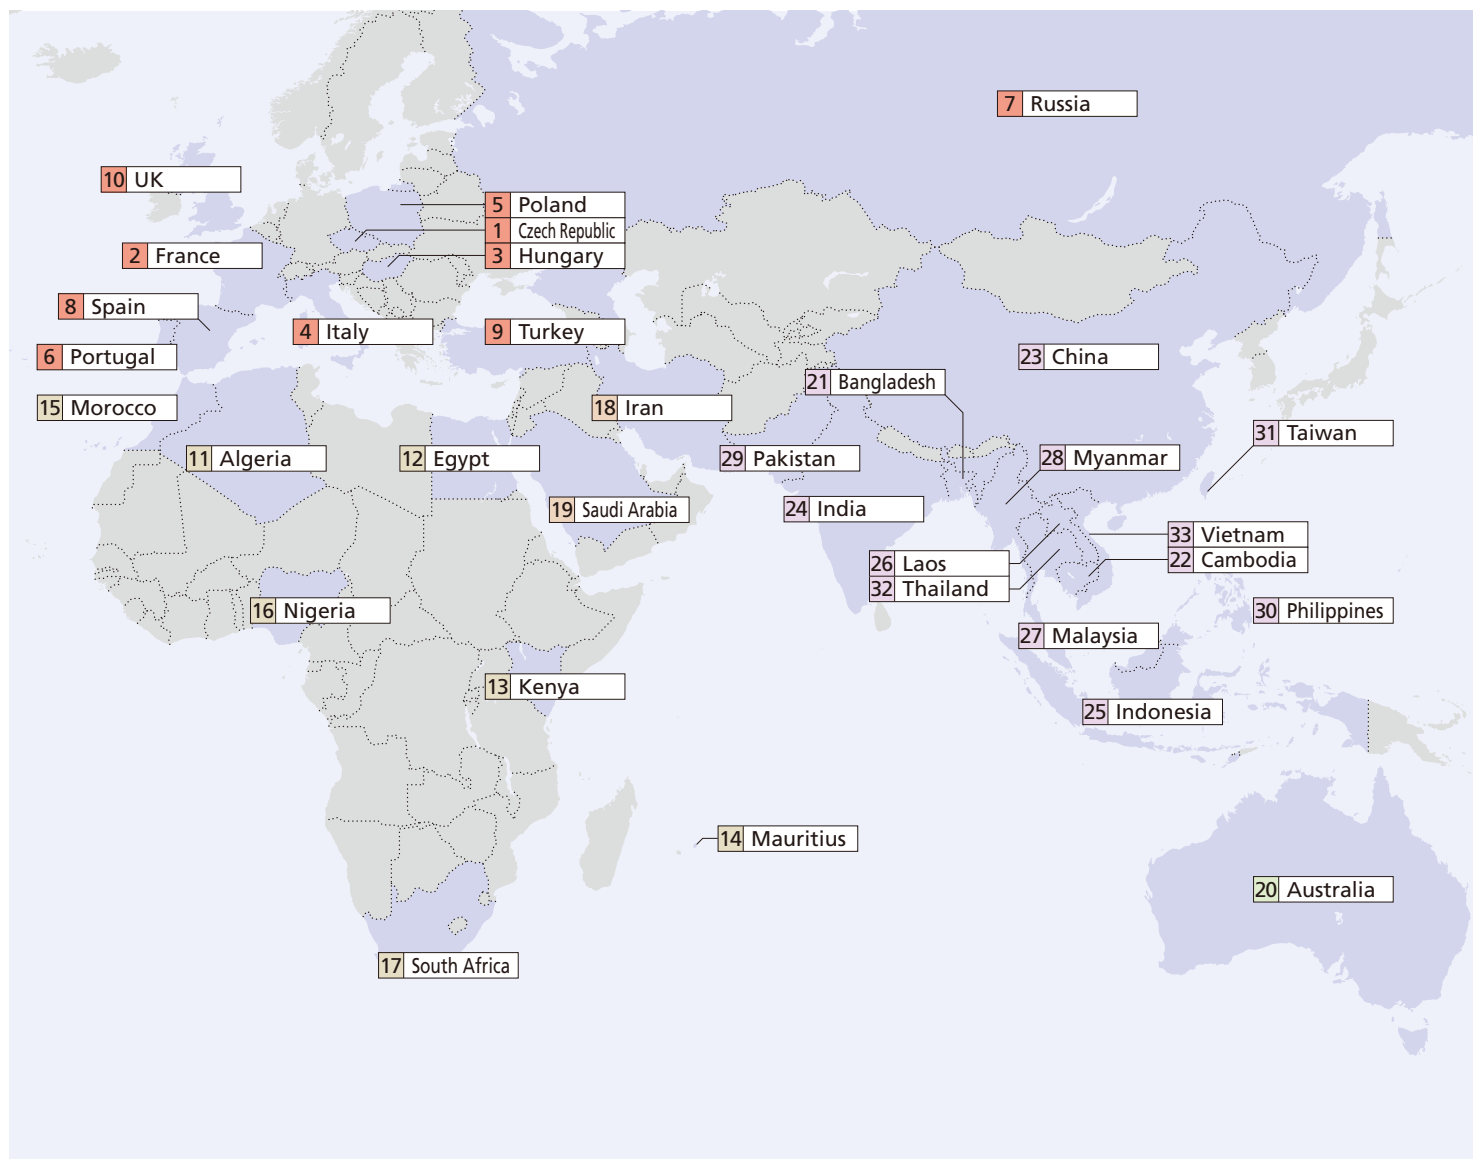 7 Russia
10 UK
5 Poland
1 Czech Republic
2 France
3 Hungary
8 Spain
4 Italy
9 Turkey
6 Portugal
23 China
21 Bangladesh
15 Morocco
18 Iran
31 Taiwan
11 Algeria
12 Egypt
29 Pakistan
28 Myanmar
19 Saudi Arabia
24 India
33 Vietnam
26 Laos
22 Cambodia
32 Thailand
16 Nigeria
30 Philippines
27 Malaysia
13 Kenya
25 Indonesia
14 Mauritius
20 Australia
17 South Africa